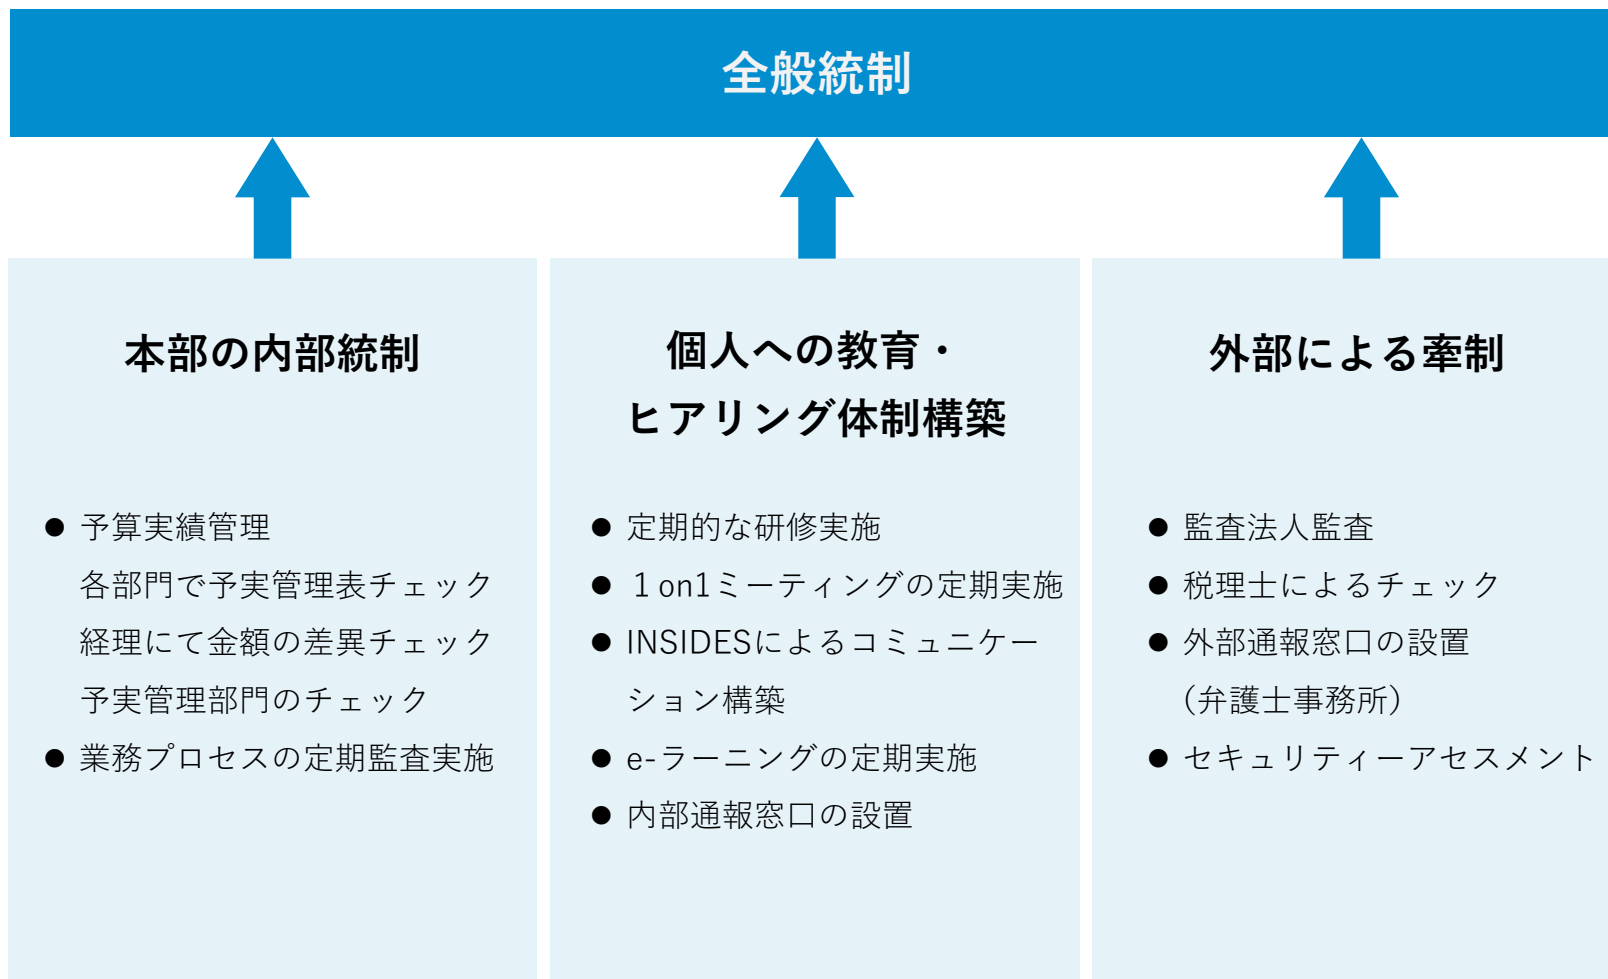 全般統制
本部の内部統制
● 予算実績管理
各部門で予実管理表チェック
経理にて金額の差異チェック
予実管理部門のチェック
● 業務プロセスの定期監査実施
個人への教育・
ヒアリング体制構築
● 定期的な研修実施
● １on1ミーティングの定期実施
● INSIDESによるコミュニケー
ション構築
● e-ラーニングの定期実施
● 内部通報窓口の設置
外部による牽制
● 監査法人監査
● 税理士によるチェック
● 外部通報窓口の設置
(弁護士事務所)
● セキュリティーアセスメント